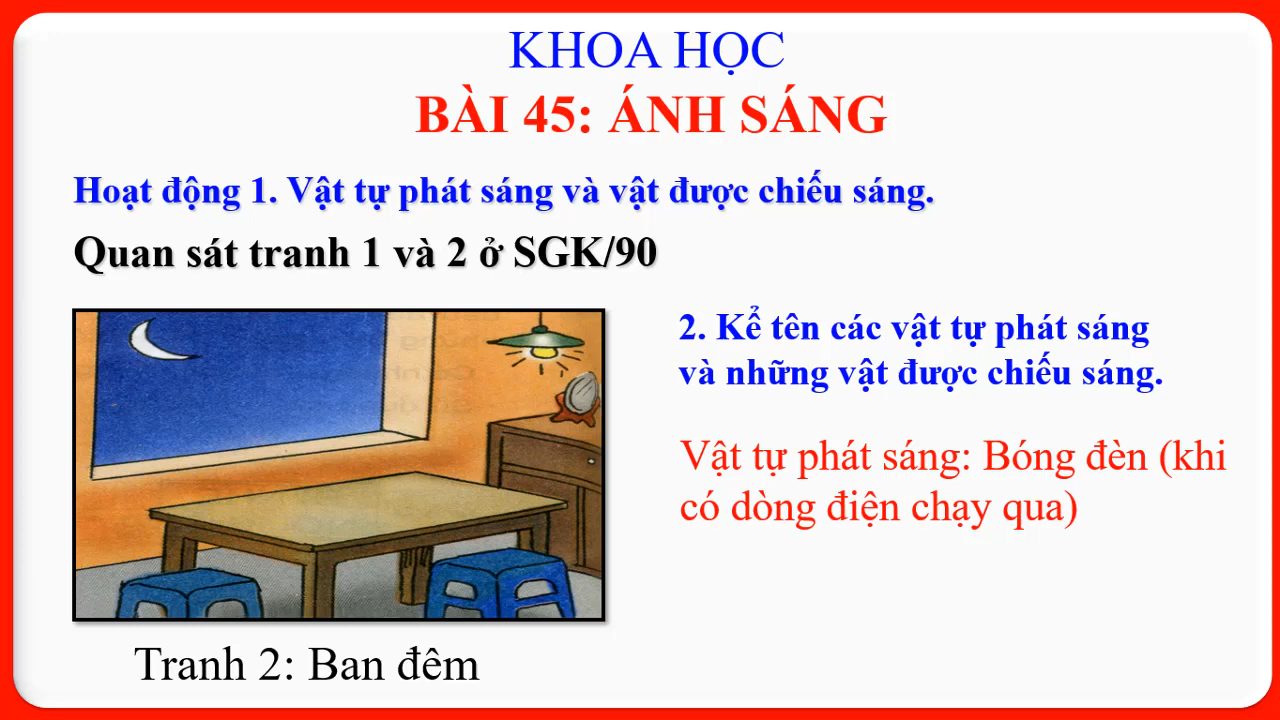 KHOA HỌC
BÀI 45: ÁNH SÁNG
Hoạt động 1. Vật tự phát sáng và vật được chiếu sáng.
Quan sát tranh 1 và 2 ở SGK/90
2. Kể tên các vật tự phát sáng
và những vật được chiếu sáng.
Vật tự phát sáng: Bóng đèn (khi
có dòng điện chạy qua)
Tranh 2: Ban đêm